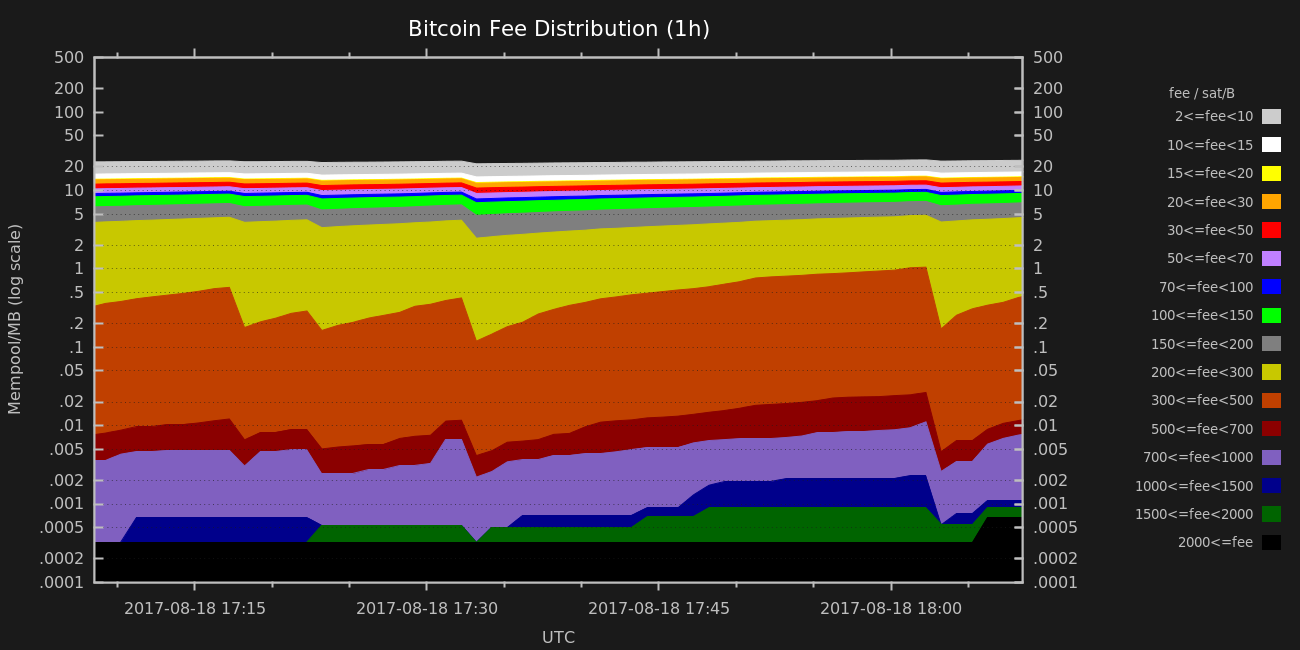 Bitcoin Fee Distribution (1h)
500 500
200 200
100 100
50 50
20 20
10 10
5 5
2 2
1 1
.5 .5
.2 .2
.1 .1
.05 .05
.02 .02
.01 .01
.005 .005
.002 .002
.001 .001
.0005 .0005
.0002 .0002
.0001 .0001
Mempool/MB (log scale)
2017-08-18 17:15 2017-08-18 17:30 2017-08-18 17:45 2017-08-18 18:00
UTC
fee / sat/B
2<=fee<10
10<=fee<15
15<=fee<20
20<=fee<30
30<=fee<50
50<=fee<70
70<=fee<100
100<=fee<150
150<=fee<200
200<=fee<300
300<=fee<500
500<=fee<700
700<=fee<1000
1000<=fee<1500
1500<=fee<2000
2000<=fee